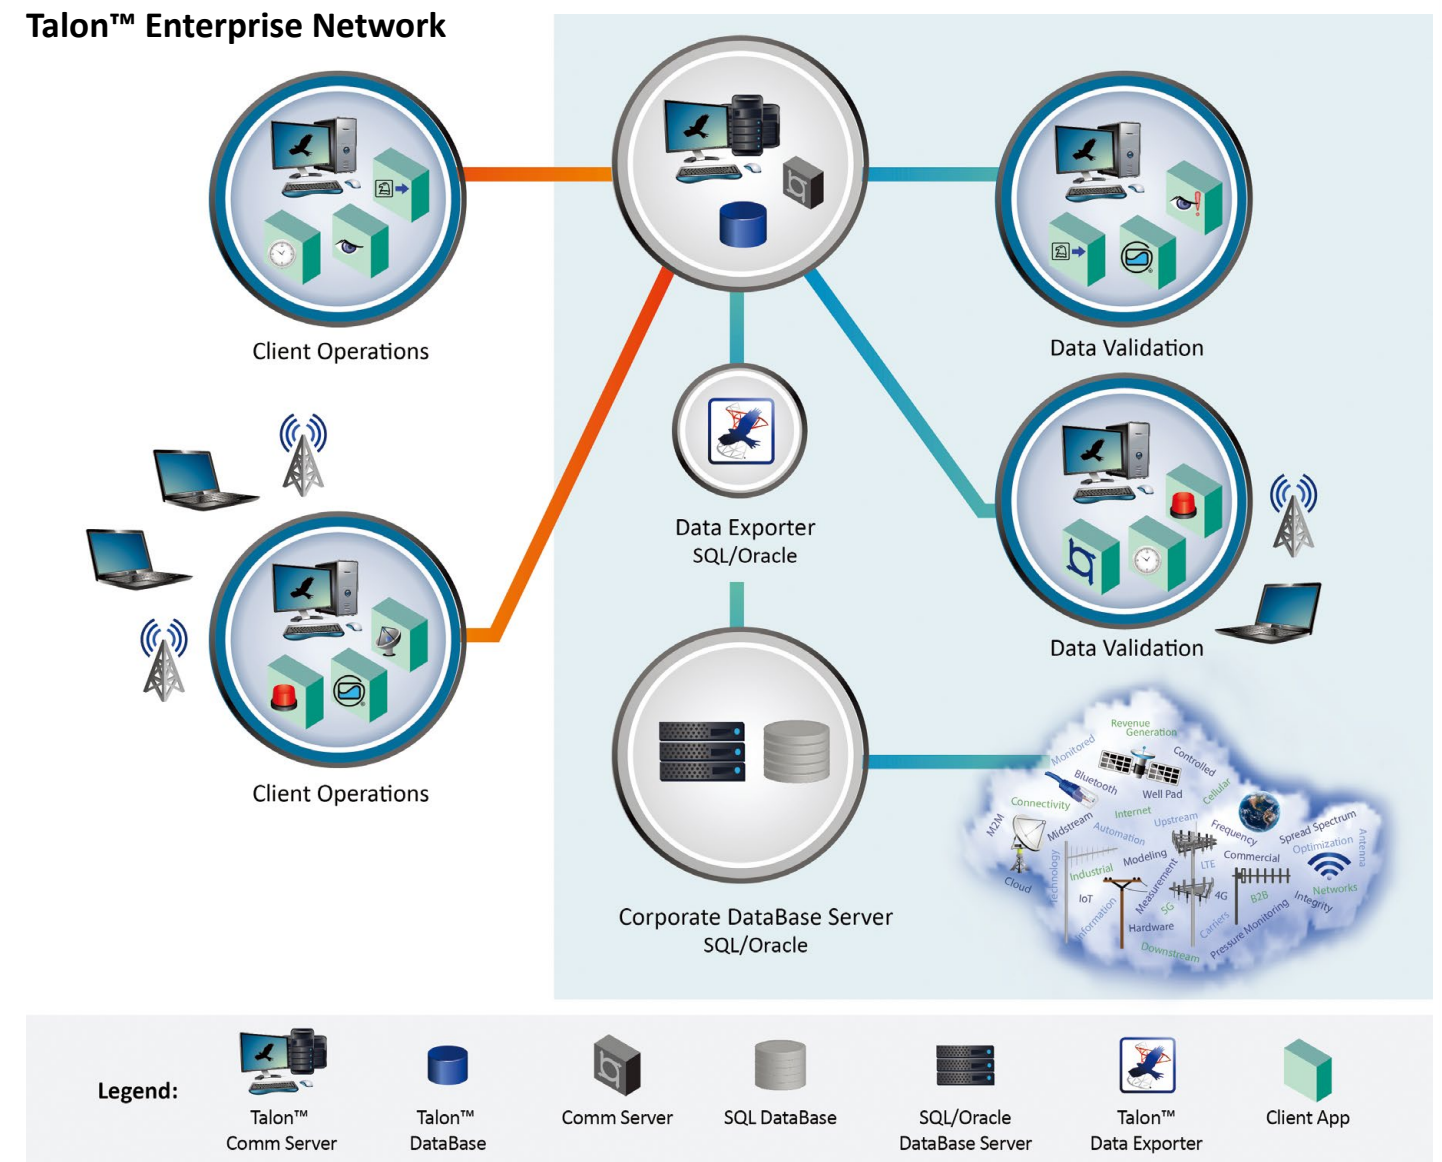 Talon™ Enterprise Network
Client Operations
Data Validation
Data Exporter
SQL/Oracle
Data Validation
Client Operations
Corporate DataBase Server
SQL/Oracle
Revenue
Generation
Monitored
Controlled
Bluetooth
Well Pad
Cellular
Connectivity
Internet
M2M
Midstream
Automation
Upstream
Frequency
Spread Spectrum
Optimization
Antenna
Technology
Industrial
Modeling
Measurement
LTE
Commercial
Cloud
IoT
Information
5G
4G
B2B
Networks
Integrity
Hardware
Carriers
Pressure Monitoring
Downstream
Legend:
Talon™
Comm Server
Talon™
DataBase
Comm Server
SQL DataBase
SQL/Oracle
DataBase Server
Talon™
Data Exporter
Client App